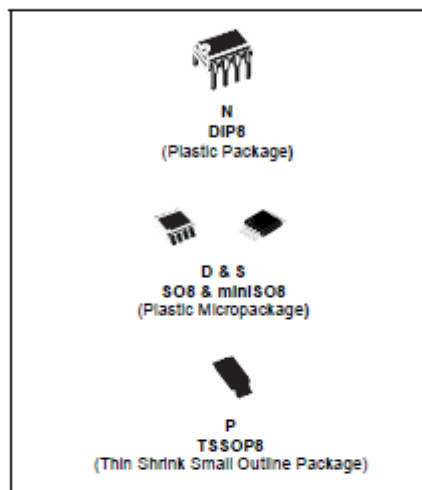 N
DIP8
(Plastic Package)
D & S
SO8 & miniSO8
(Plastic Micropackage)
P
TSSOP8
(Thin Shrink Small Outline Package)